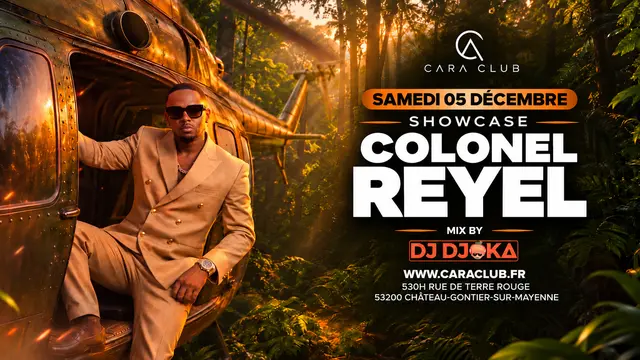 CARA CLUB
SAMEDI 05 DÉCEMBRE
SHOWCASE
COLONEL
REYEL
MIX BY
DJ DJOKA
WWW.CARACLUB.FR
530H RUE DE TERRE ROUGE
53200 CHÂTEAU-GONTIER-SUR-MAYENNE